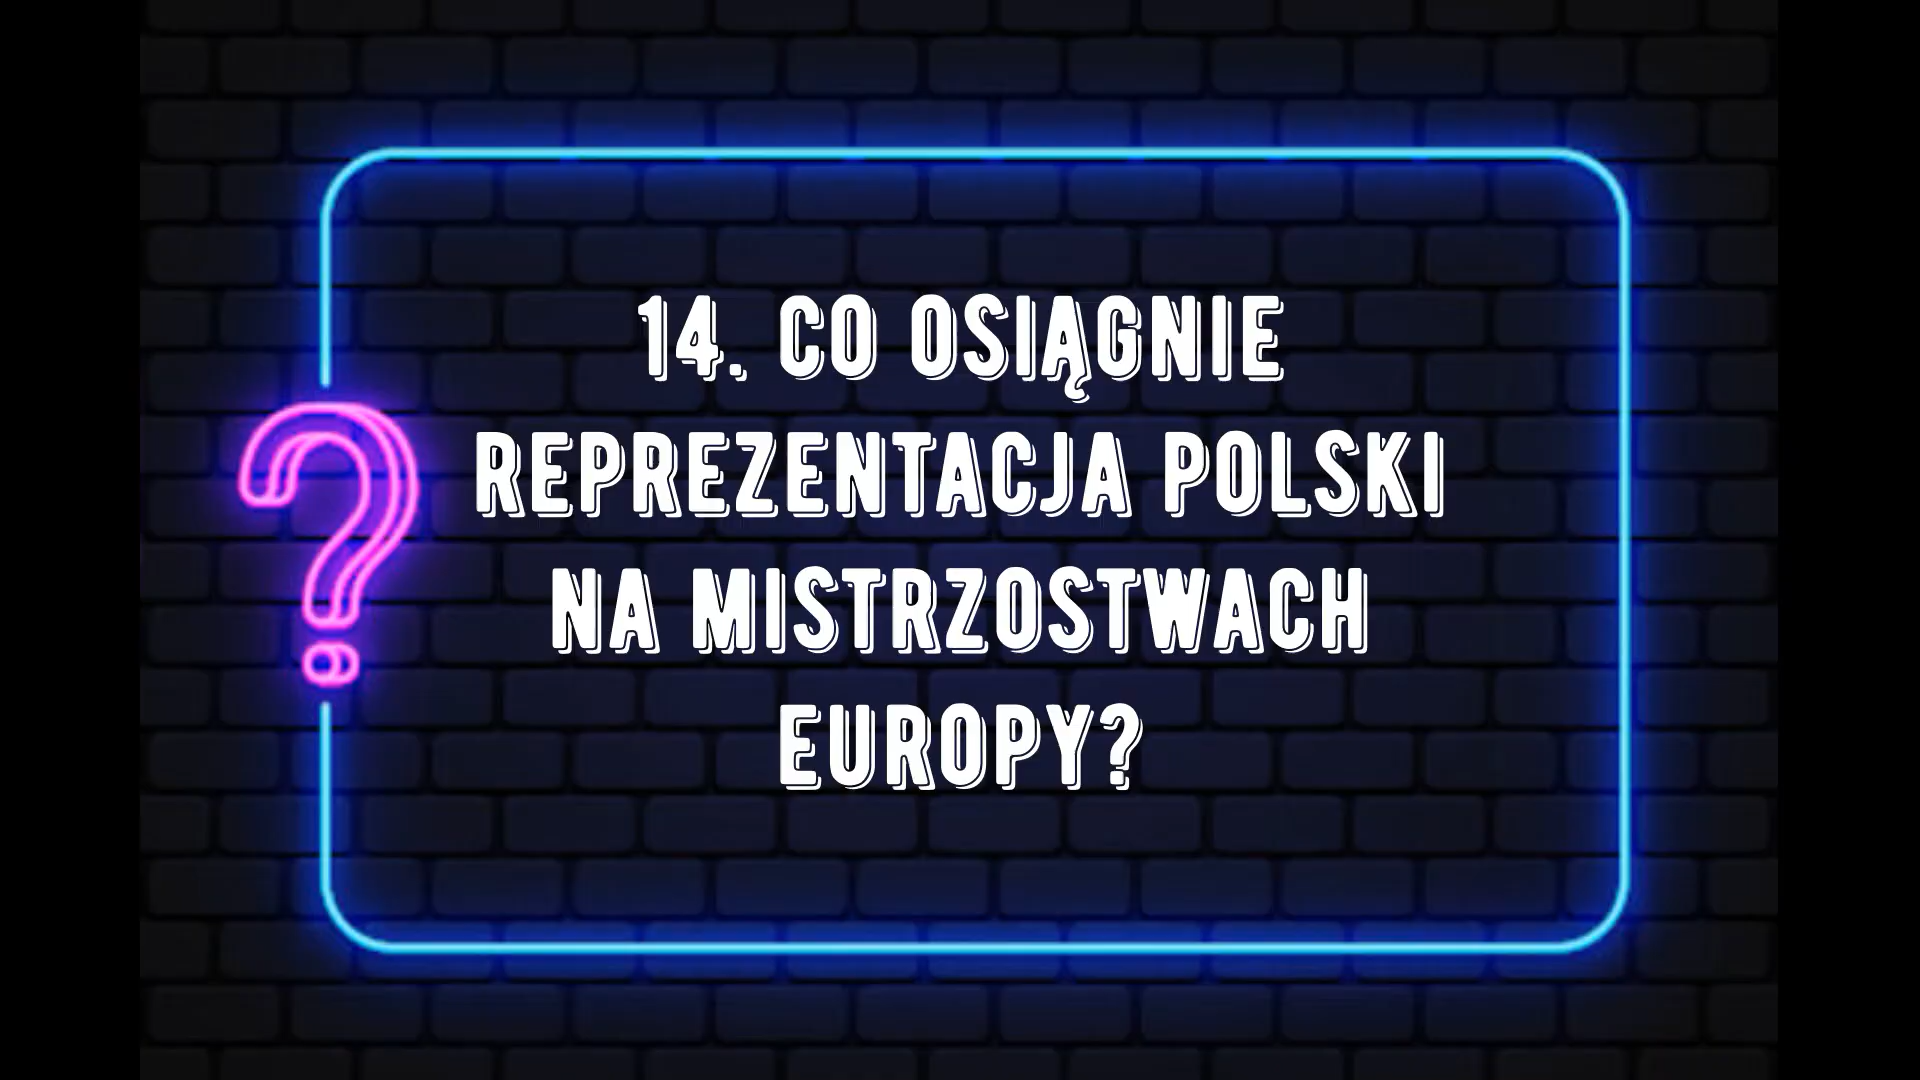 14. CO OSIĄGNIE
REPREZENTACJA POLSKI
NA MISTRZOSTWACH
EUROPY?